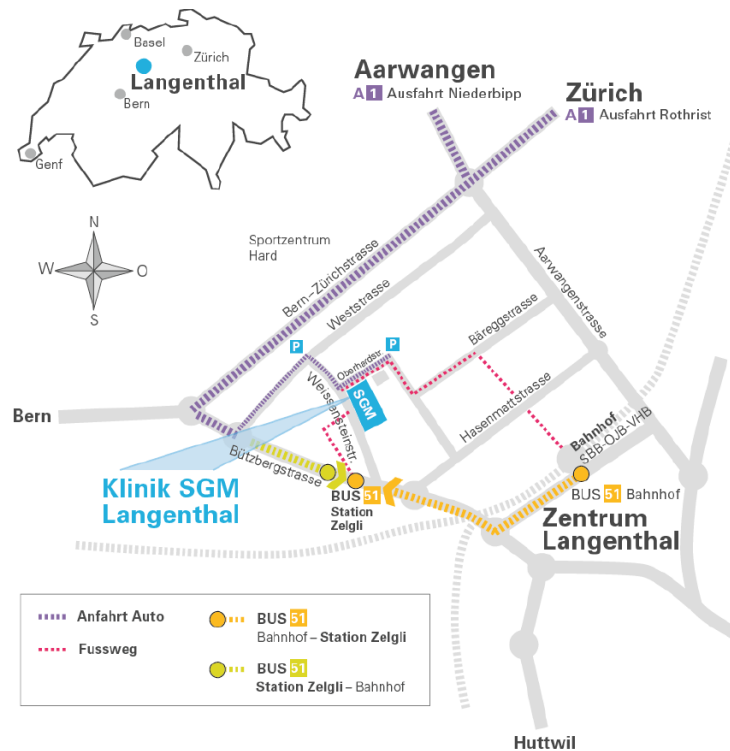 Basel
Zürich
Langenthal
Bern
Genf
N
W
O
S
Aarwangen
A 1 Ausfahrt Niederbipp
Zürich
A 1 Ausfahrt Rothrist
Sportzentrum
Hard
Bern–Zürichstrasse
Weststrasse
Aarwangenstrasse
Bäreggstrasse
P
P
Oberhardstr.
SGM
Weissensteinstr.
Hasenmattstrasse
Bern
Bützbergstrasse
Bahnhof
SBB-OJB-VHB
Klinik SGM
Langenthal
BUS 51
Station
Zelgli
BUS 51 Bahnhof
Zentrum
Langenthal
Anfahrt Auto
Fussweg
BUS 51
Bahnhof – Station Zelgli
BUS 51
Station Zelgli – Bahnhof
Huttwil